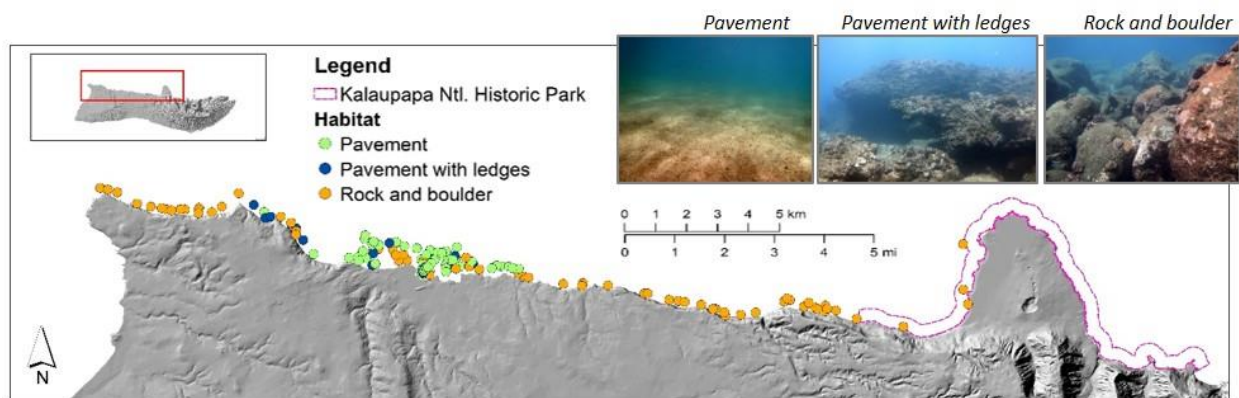 Pavement Pavement with ledges Rock and boulder
Legend
Kalaupapa Ntl. Historic Park
Habitat
Pavement
Pavement with ledges
Rock and boulder
0 1 2 3 4 5 km
0 1 2 3 4 5 mi
N